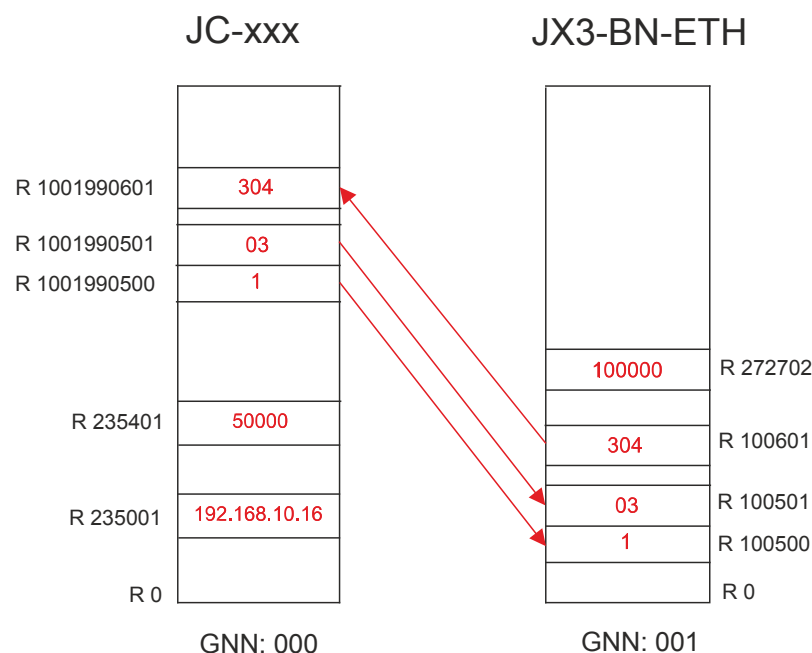 JC-xxx
JX3-BN-ETH
R 1001990601
304
R 1001990501
03
R 1001990500
1
100000
R 272702
R 235401
50000
304
R 100601
R 235001
192.168.10.16
03
R 100501
1
R 100500
R 0
R 0
GNN: 000
GNN: 001